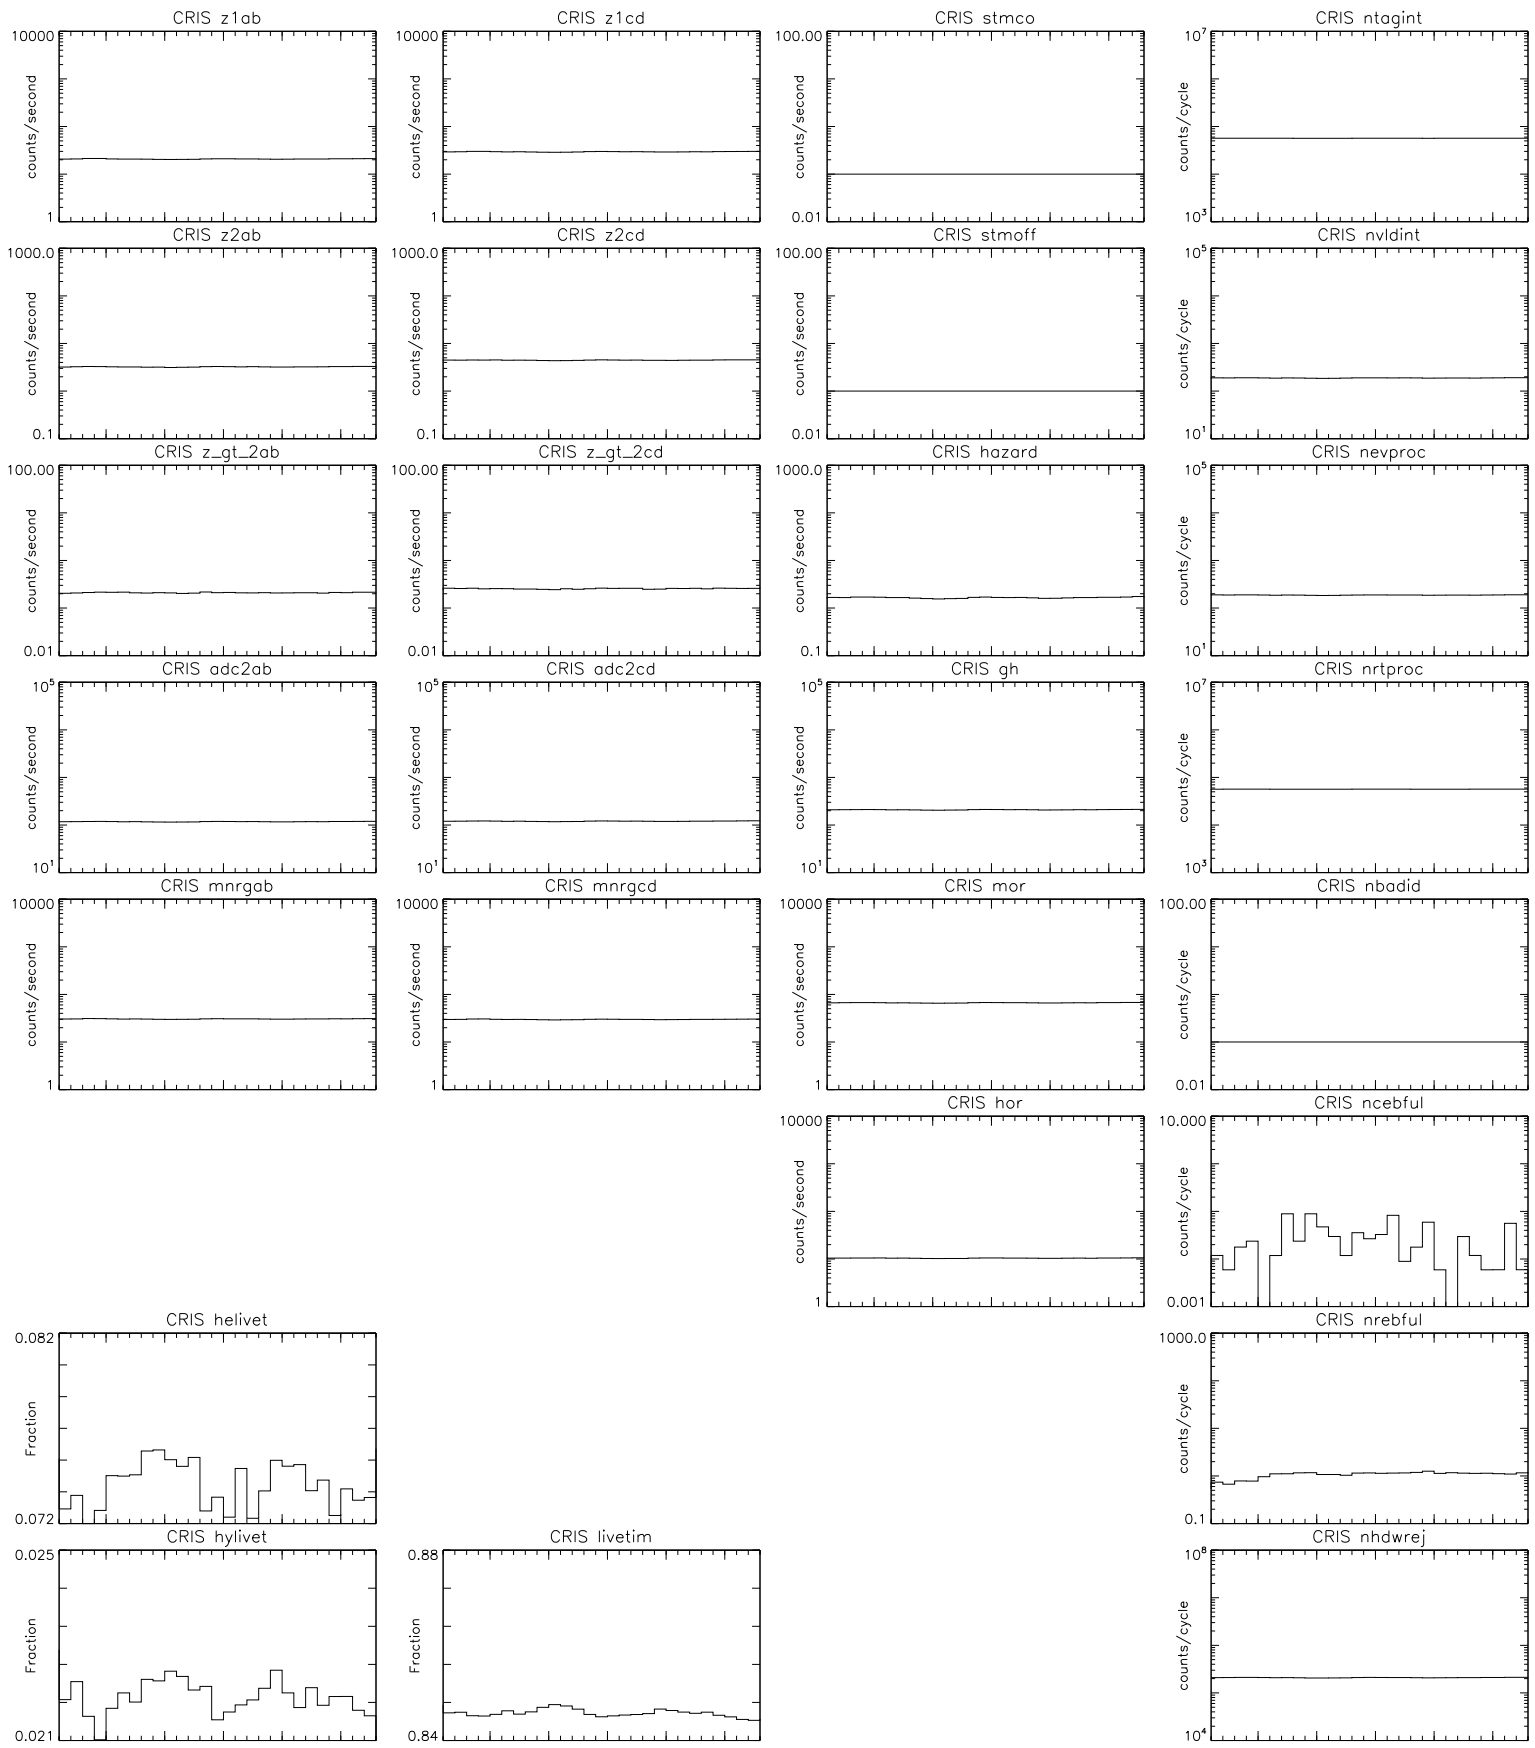 CRIS z1ab
CRIS z1cd
CRIS stmco
CRIS ntagint
10000
counts/second
1
10000
counts/second
1
100.00
counts/second
0.01
10⁷
counts/cycle
10³
CRIS z2ab
CRIS z2cd
CRIS stmoff
CRIS nvldint
1000.0
counts/second
0.1
1000.0
counts/second
0.1
100.00
counts/second
0.01
10⁵
counts/cycle
10¹
CRIS z_gt_2ab
CRIS z_gt_2cd
CRIS hazard
CRIS nevproc
100.00
counts/second
0.01
100.00
counts/second
0.01
1000.0
counts/second
0.1
10⁵
counts/cycle
10¹
CRIS adc2ab
CRIS adc2cd
CRIS gh
CRIS nrtproc
10⁵
counts/second
10¹
10⁵
counts/second
10¹
10⁵
counts/second
10¹
10⁷
counts/cycle
10³
CRIS mnrgab
CRIS mnrgcd
CRIS mor
CRIS nbadid
10000
counts/second
1
10000
counts/second
1
10000
counts/second
1
100.00
counts/cycle
0.01
CRIS hor
CRIS ncebful
10000
counts/second
1
10.000
counts/cycle
0.001
CRIS helivet
CRIS nrebful
0.082
Fraction
0.072
1000.0
counts/cycle
0.1
CRIS hylivet
CRIS livetim
CRIS nhdwrej
0.025
Fraction
0.021
0.88
Fraction
0.84
10⁸
counts/cycle
10⁴